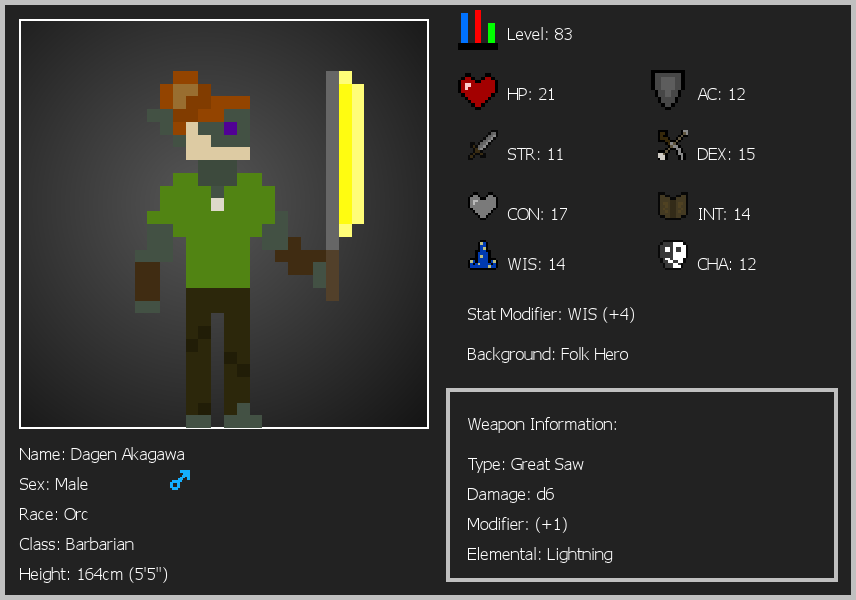 Level: 83
HP: 21
AC: 12
STR: 11
DEX: 15
CON: 17
INT: 14
WIS: 14
CHA: 12
Stat Modifier: WIS (+4)
Background: Folk Hero
Weapon Information:
Type: Great Saw
Damage: d6
Modifier: (+1)
Elemental: Lightning
Name: Dagen Akagawa
Sex: Male
Race: Orc
Class: Barbarian
Height: 164cm (5'5")